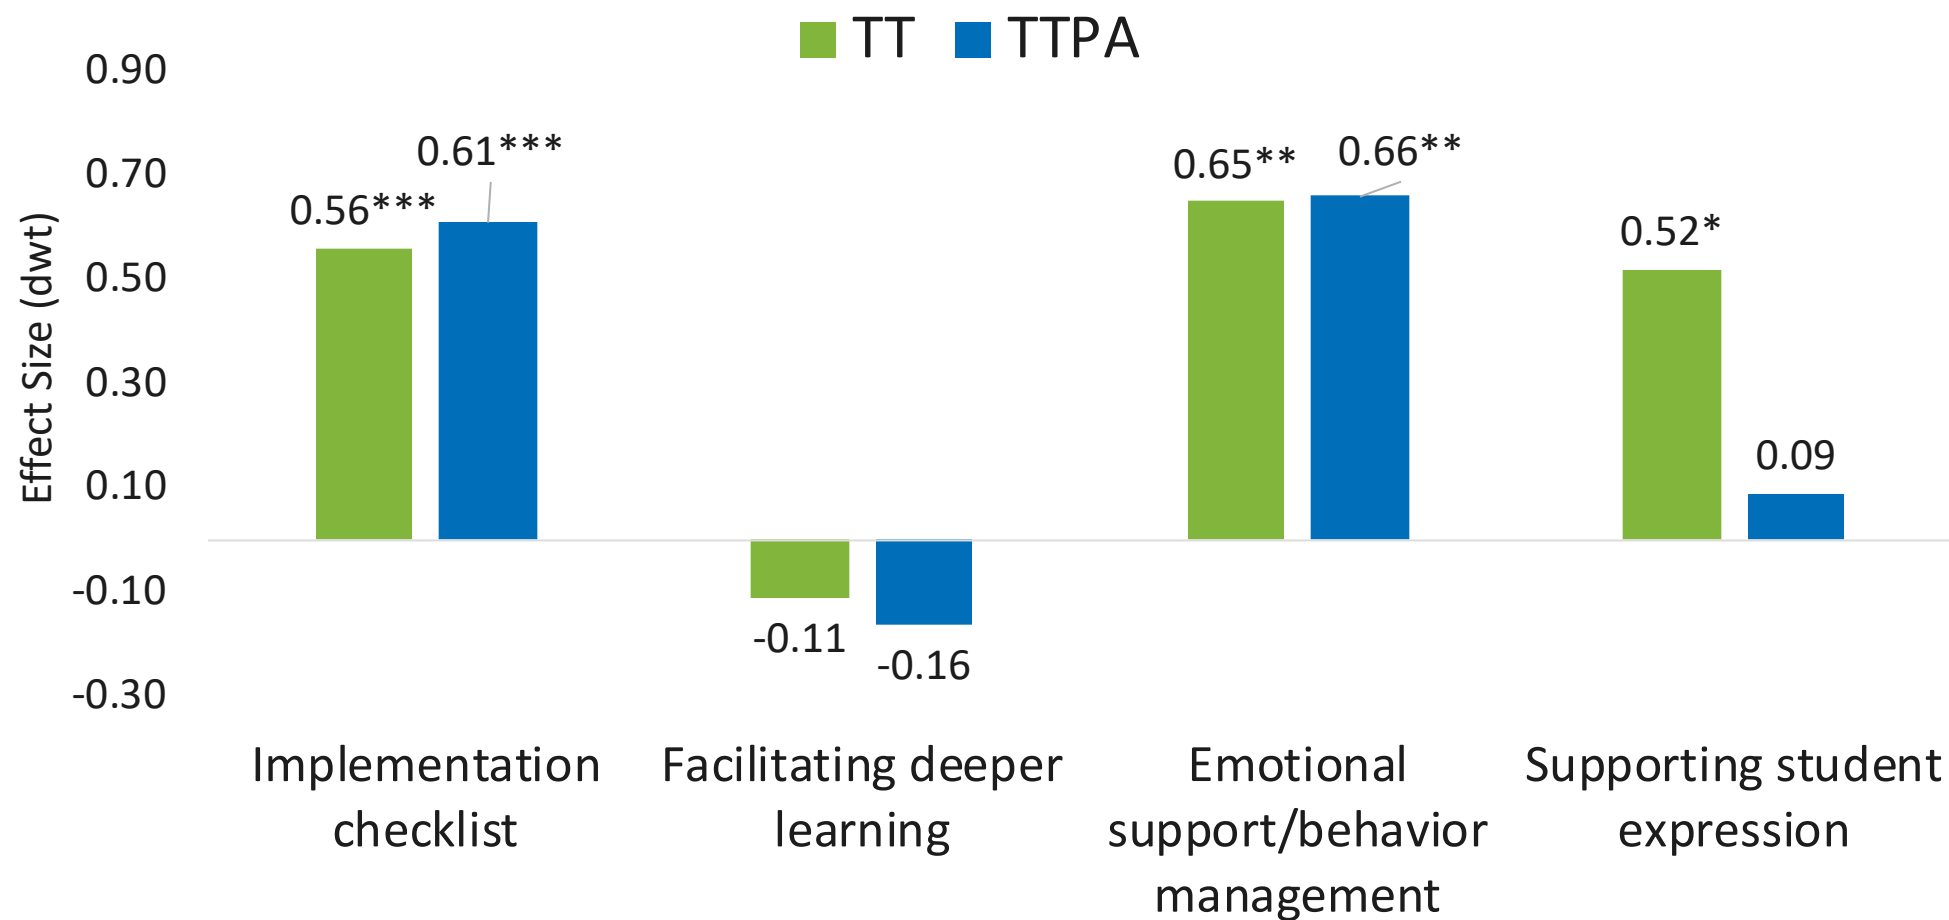 TT TTPA
Effect Size (dwt)
0.90
0.70
0.50
0.30
0.10
-0.10
-0.30
0.56***
0.61***
-0.11
-0.16
0.65**
0.66**
0.52*
0.09
Implementation
checklist
Facilitating deeper
learning
Emotional
support/behavior
management
Supporting student
expression